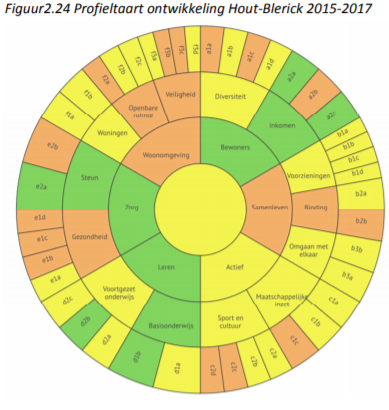 Figuur2.24 Profieltaart ontwikkeling Hout-Blerick 2015-2017
a1a
a1b
a1c
a1d
a2a
a2b
a2c
b1a
b1b
b1c
b1d
b2a
b2b
b3b
b3a
c1a
c1b
c1c
c2a
c2b
c2c
c2d
d1a
d1b
d2a
d2b
d2c
e1a
e1b
e1c
e1d
e2a
e2b
f1a
f1b
f2a
f2b
f2c
f3a
f3b
f3c
f3d
Diversiteit
Inkomen
Voorzieningen
Binding
Omgaan met
elkaar
Maatschappelijke
inzet
Sport en
cultuur
Basisonderwijs
Voortgezet
onderwijs
Gezondheid
Steun
Woningen
Openbare
ruimte
Veiligheid
Bewoners
Samenleven
Actief
Leren
Zorg
Woonomgeving